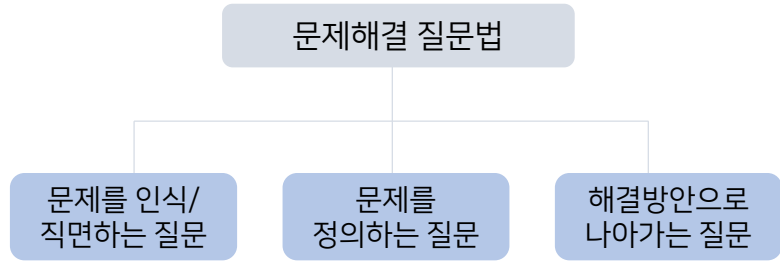 문제해결 질문법
문제를 인식/
직면하는 질문
문제를
정의하는 질문
해결방안으로
나아가는 질문